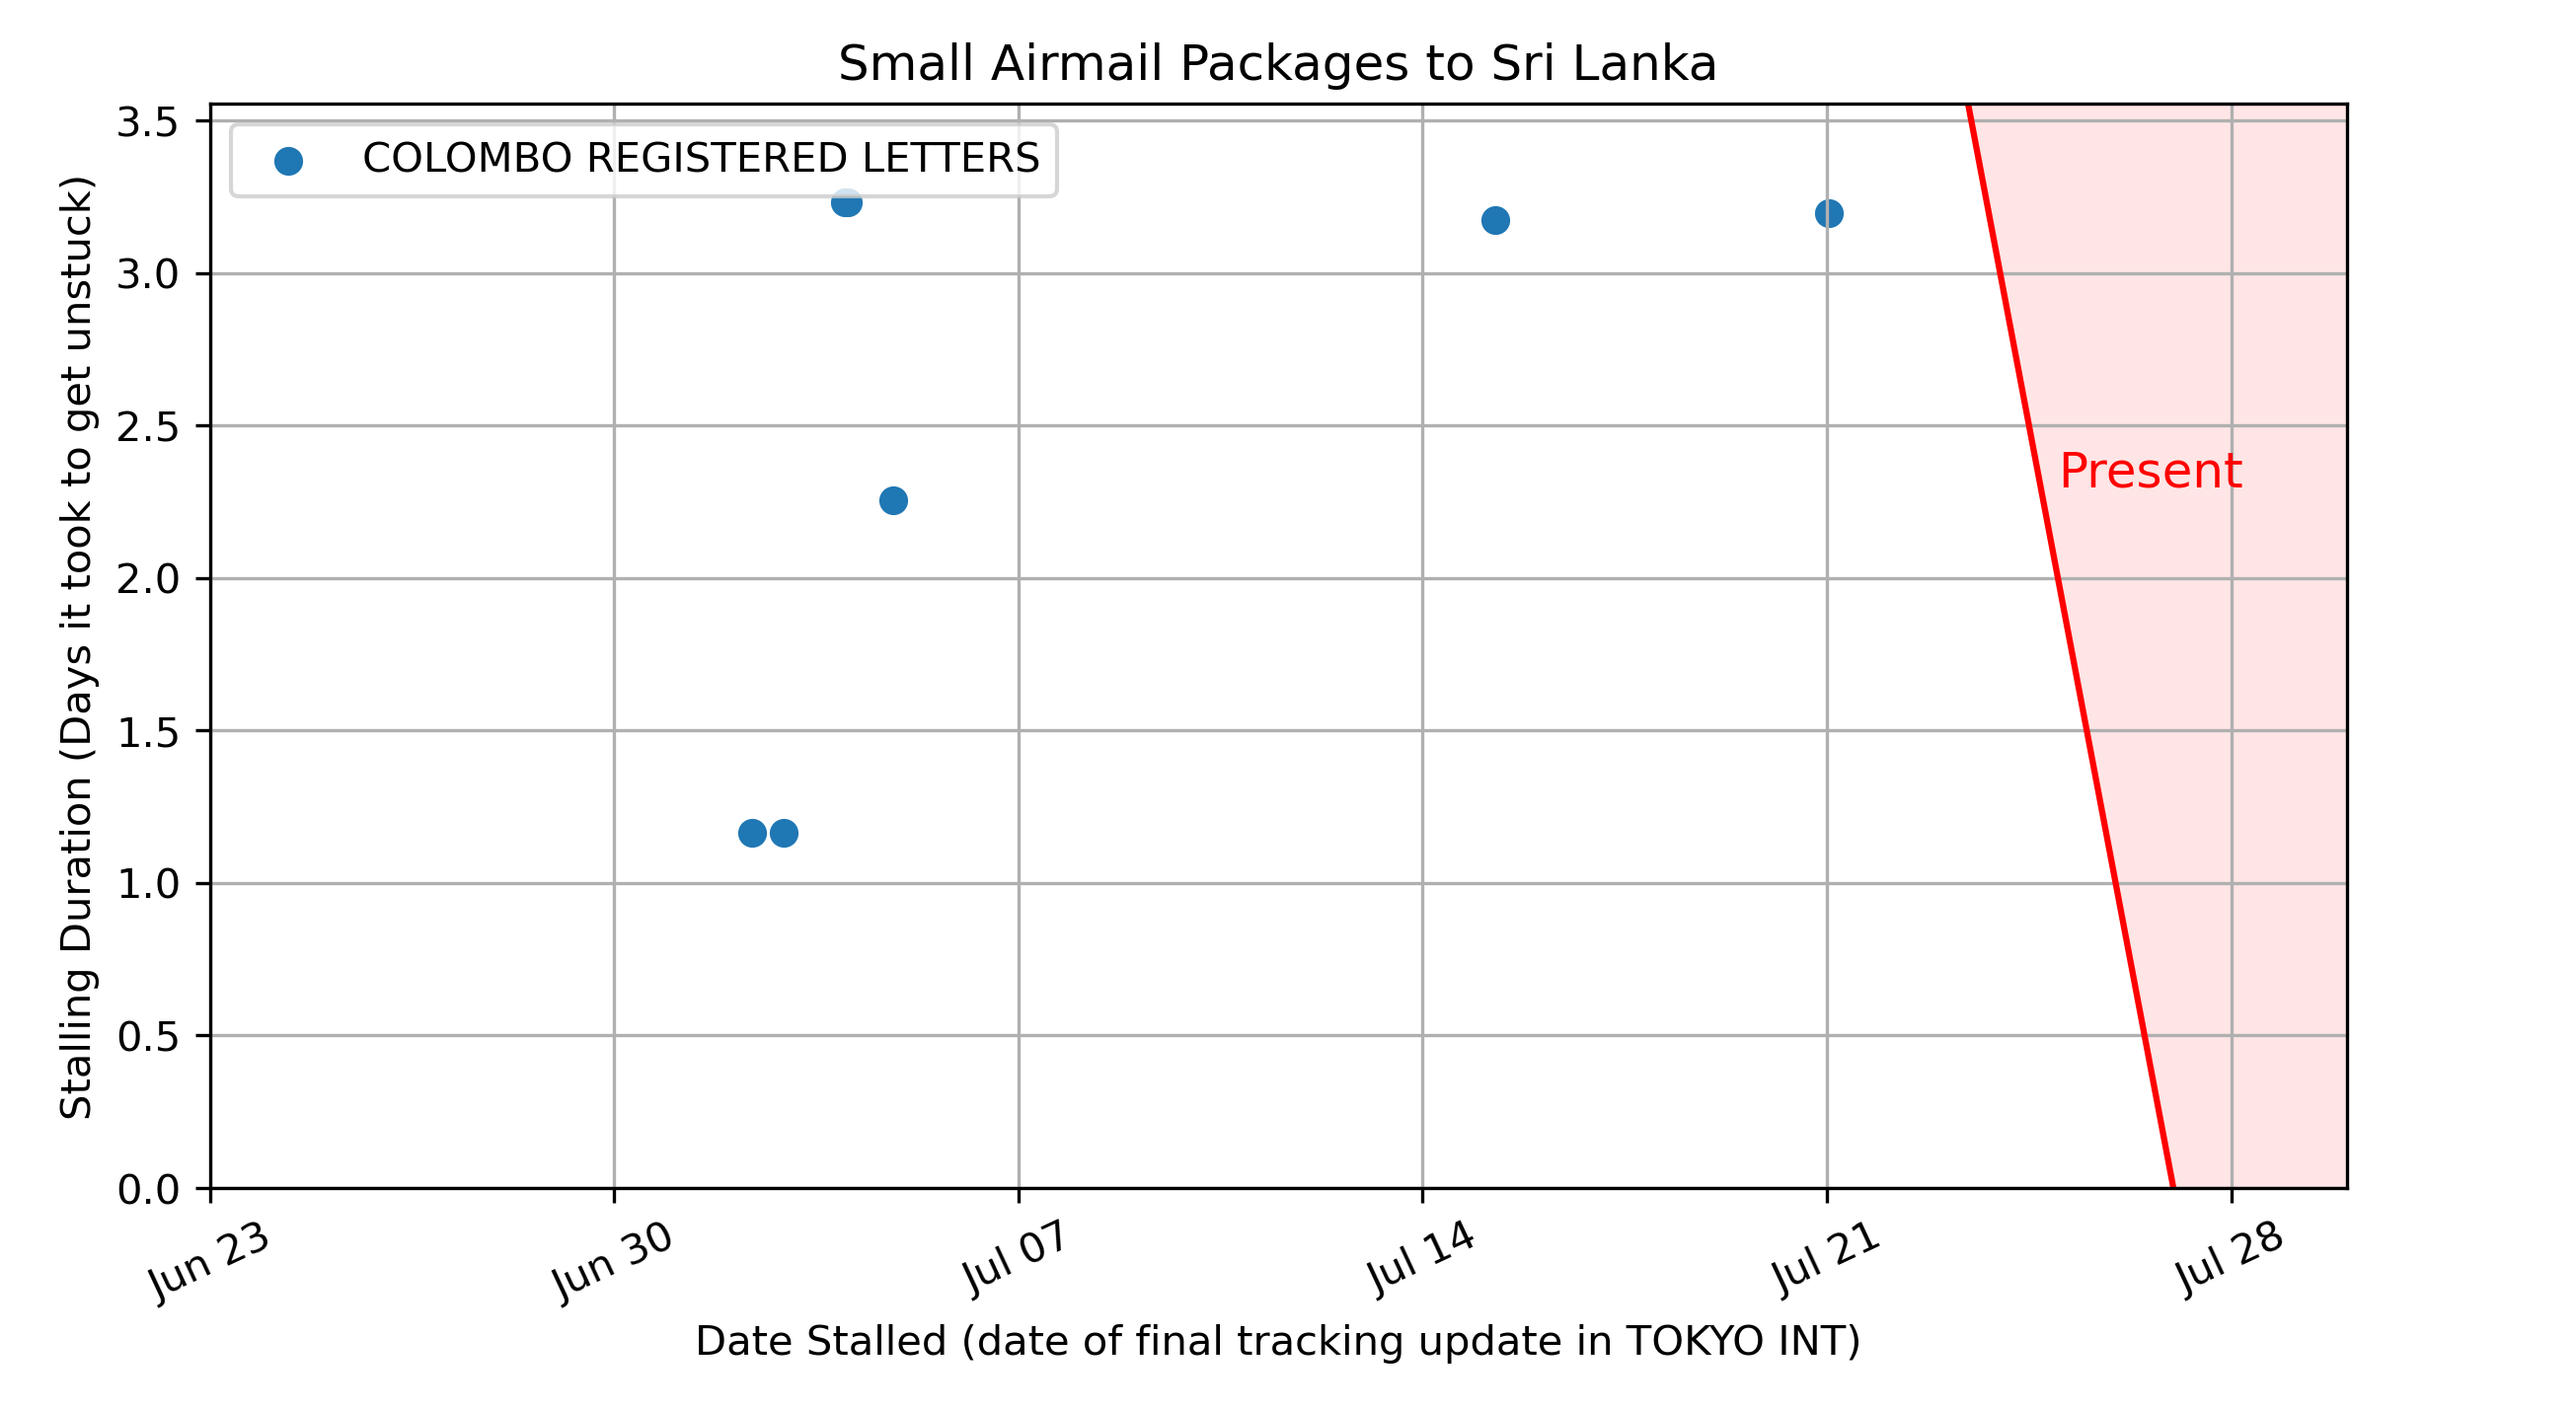 Small Airmail Packages to Sri Lanka
COLOMBO REGISTERED LETTERS
Stalling Duration (Days it took to get unstuck)
3.5
3.0
2.5
2.0
1.5
1.0
0.5
0.0
Present
Jun 23
Jun 30
Jul 07
Jul 14
Jul 21
Jul 28
Date Stalled (date of final tracking update in TOKYO INT)